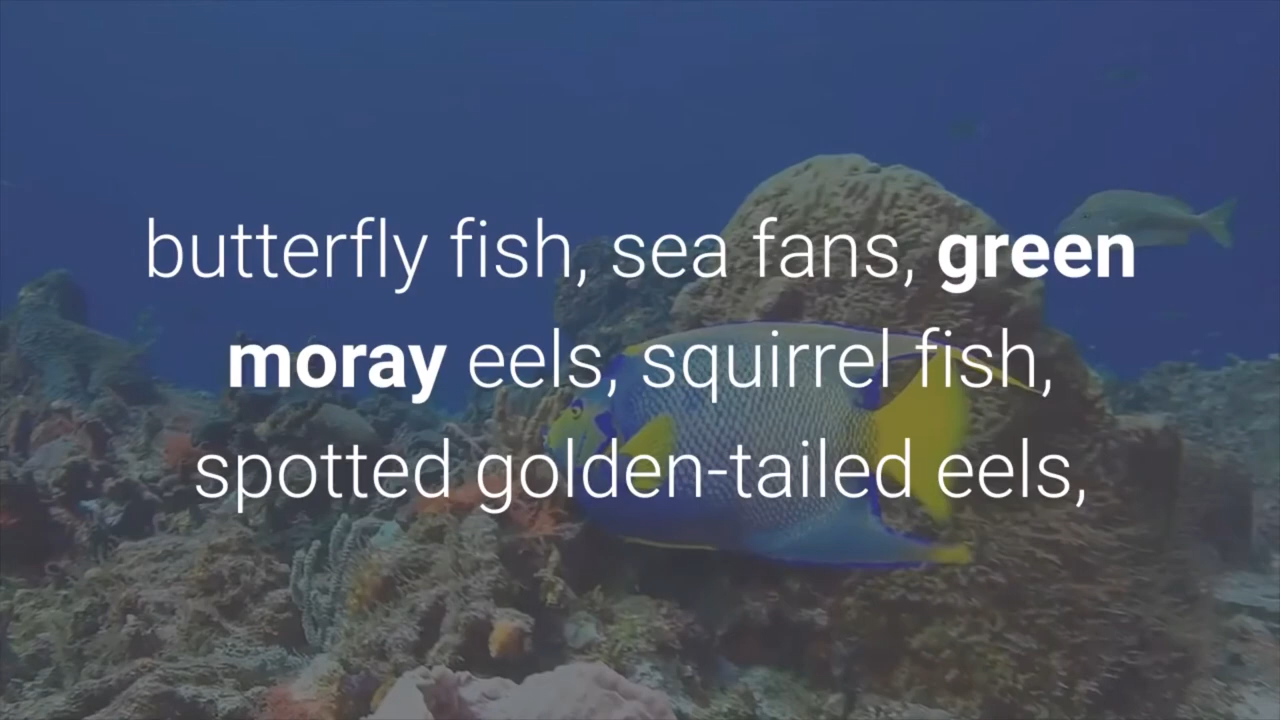 butterfly fish, sea fans, green
moray eels, squirrel fish,
spotted golden-tailed eels,